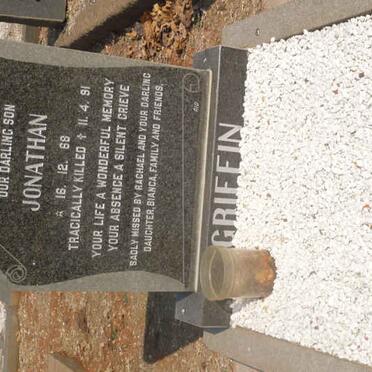 OUR DARLING SON
JONATHAN
☆ 16. 12. 68
TRAGICALLY KILLED ✝ 11. 4. 91
YOUR LIFE A WONDERFUL MEMORY
YOUR ABSENCE A SILENT GRIEVE
SADLY MISSED BY RACHAEL AND YOUR DARLING
DAUGHTER, BIANCA, FAMILY AND FRIENDS.
GRIFFIN